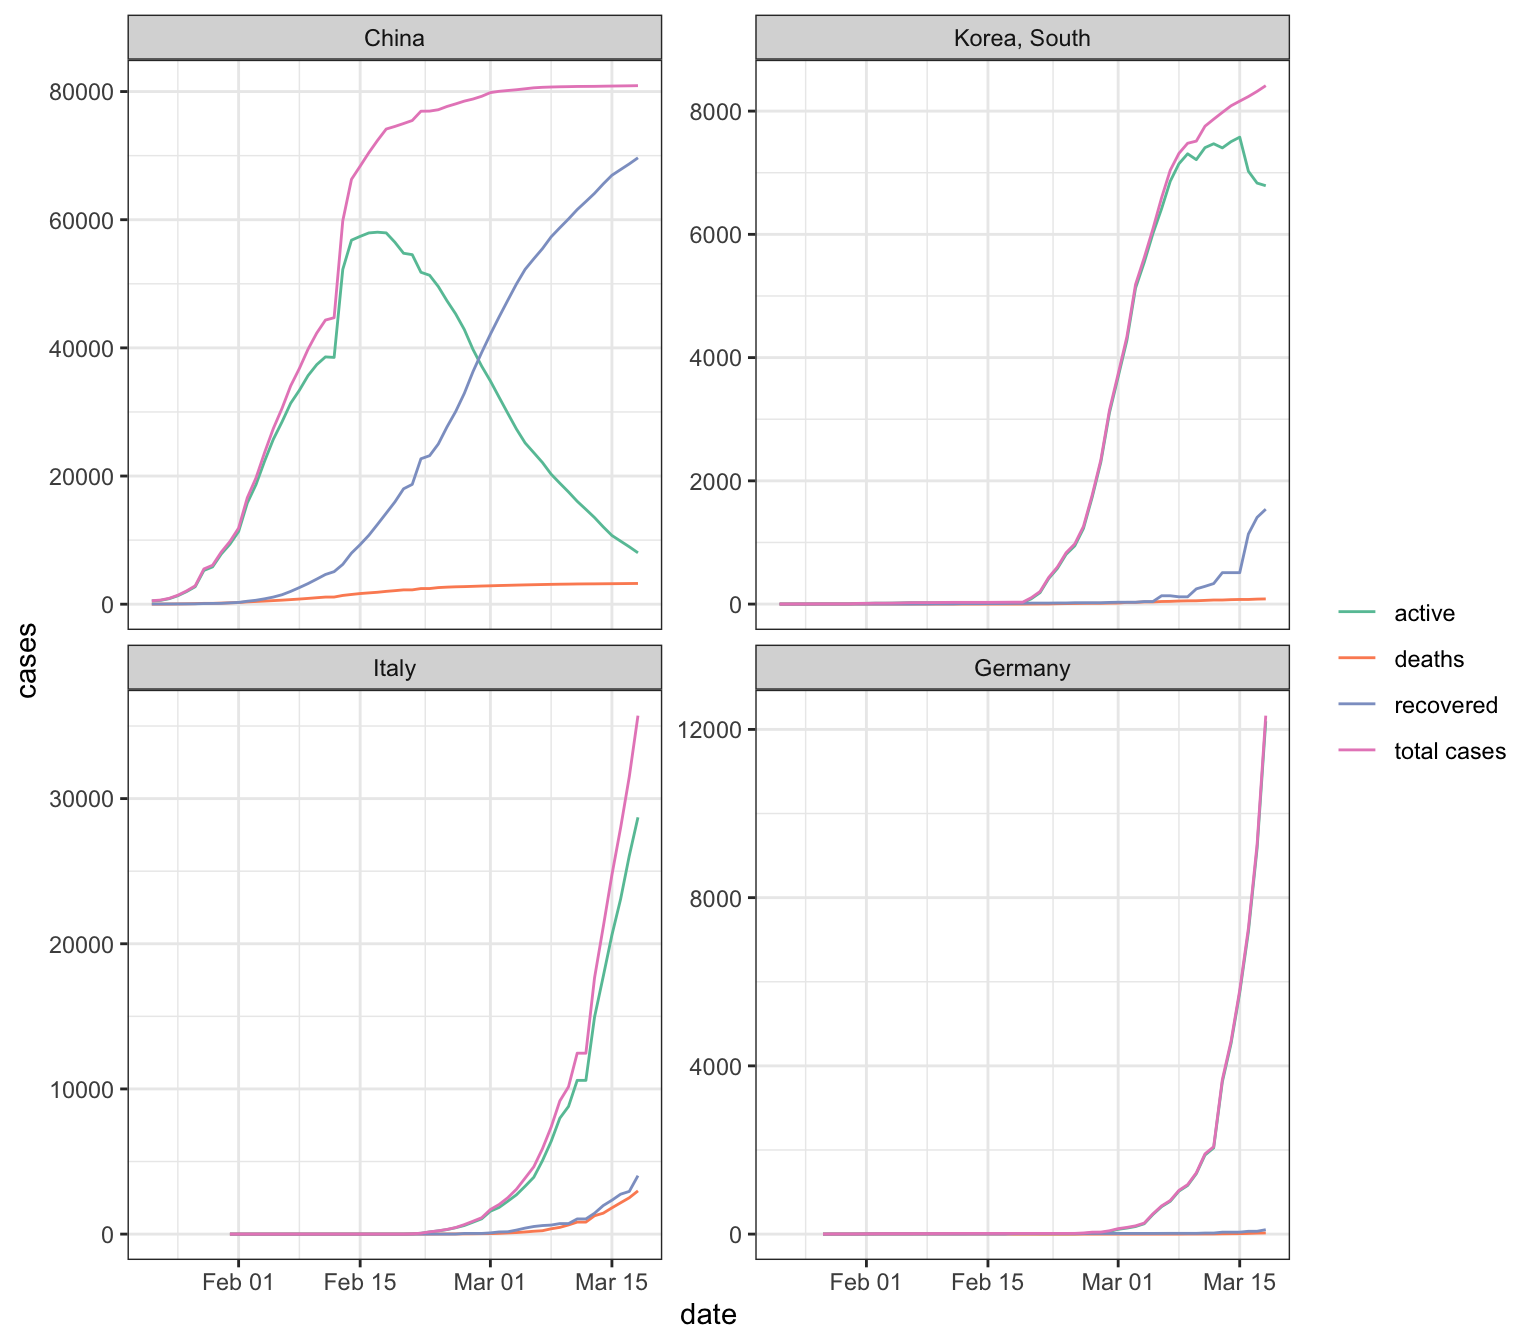 China
Korea, South
80000
60000
40000
20000
0
8000
6000
4000
2000
0
cases
Italy
Germany
30000
20000
10000
0
12000
8000
4000
0
Feb 01
Feb 15
Mar 01
Mar 15
Feb 01
Feb 15
Mar 01
Mar 15
date
active
deaths
recovered
total cases